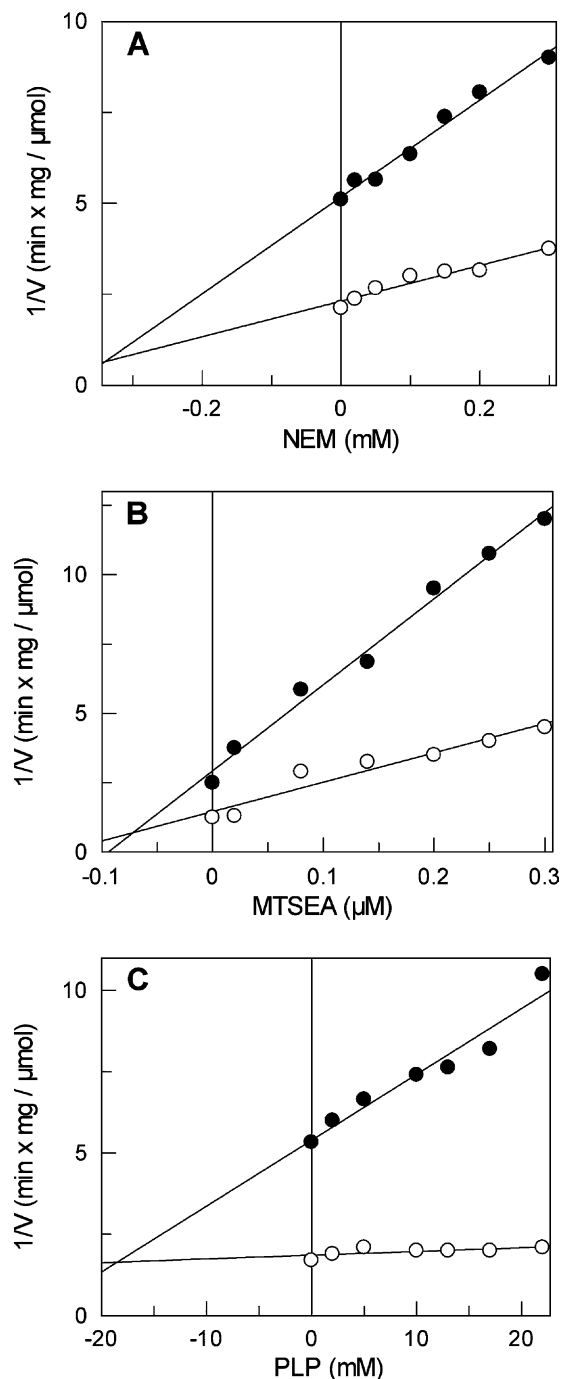 A
10
5
0
1/V (min x mg / µmol)
-0.2 0 0.2
NEM (mM)
B
10
5
0
1/V (min x mg / µmol)
-0.1 0 0.1 0.2 0.3
MTSEA (µM)
C
10
5
0
1/V (min x mg / µmol)
-20 -10 0 10 20
PLP (mM)